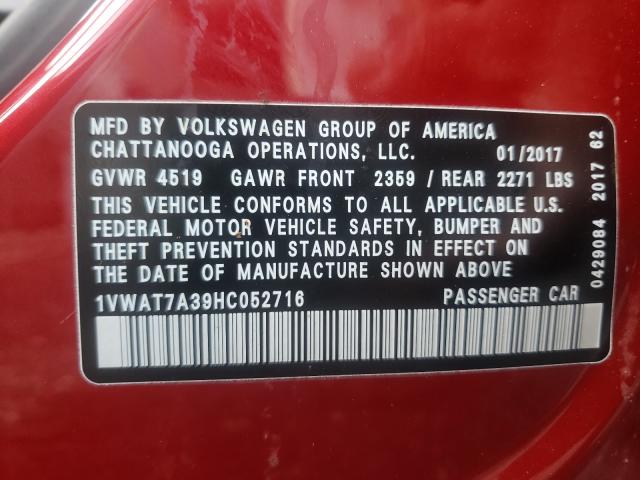 MFD BY VOLKSWAGEN GROUP OF AMERICA
CHATTANOOGA OPERATIONS, LLC. 01/2017
GVWR 4519 GAWR FRONT 2359 / REAR 2271 LBS
THIS VEHICLE CONFORMS TO ALL APPLICABLE U.S.
FEDERAL MOTOR VEHICLE SAFETY, BUMPER AND
THEFT PREVENTION STANDARDS IN EFFECT ON
THE DATE OF MANUFACTURE SHOWN ABOVE
1VWAT7A39HC052716 PASSENGER CAR
0429084 2017 62